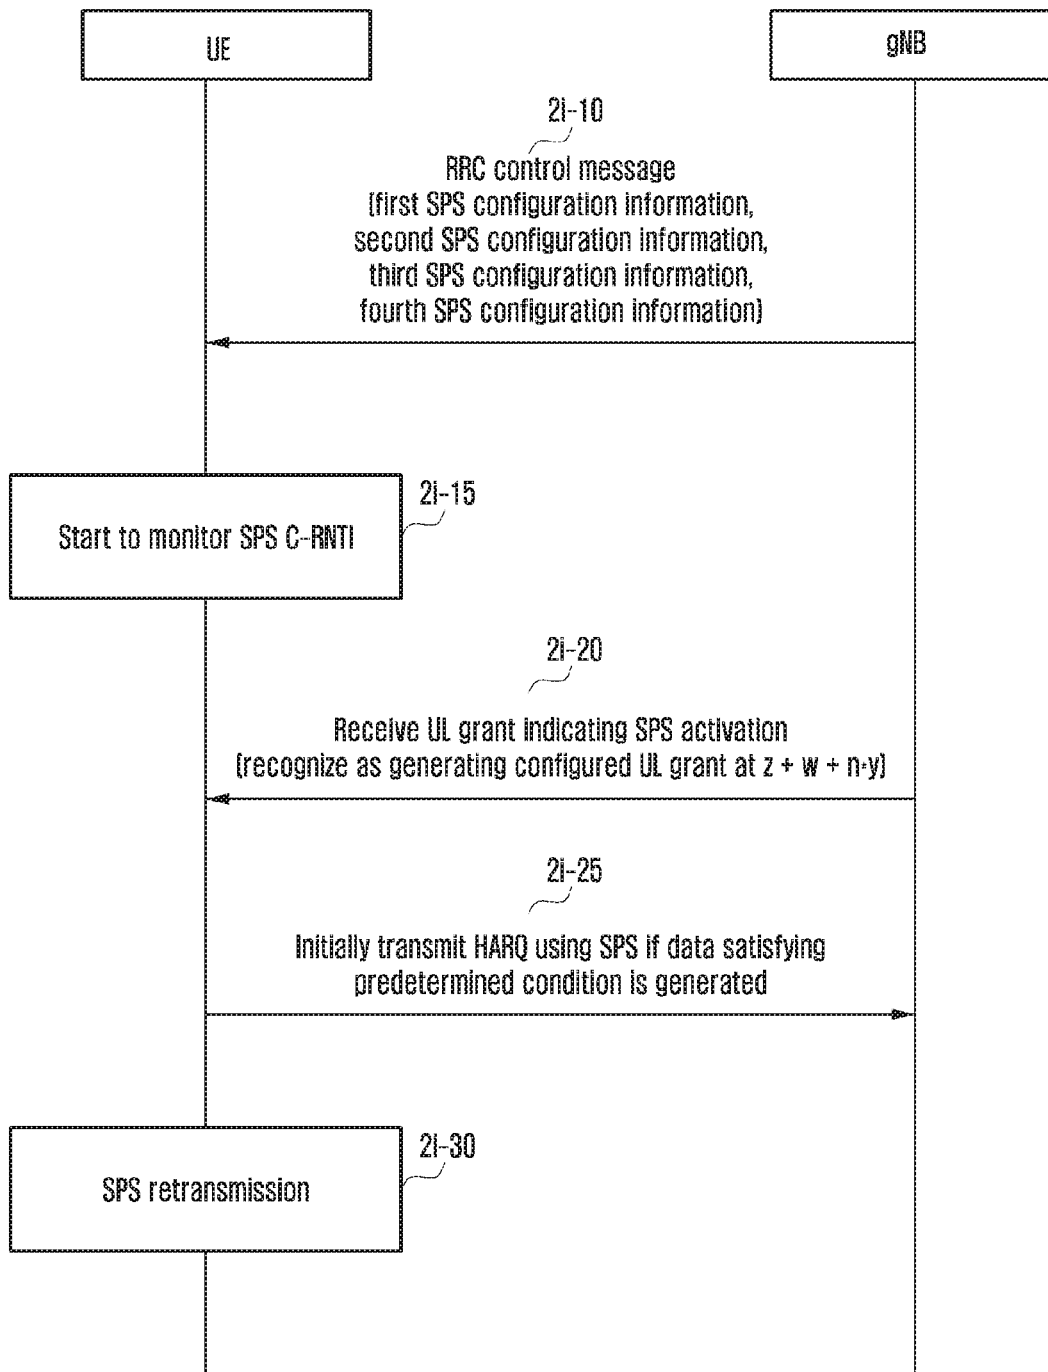 UE
gNB
2i-10
RRC control message
(first SPS configuration information,
second SPS configuration information,
third SPS configuration information,
fourth SPS configuration information)
2i-15
Start to monitor SPS C-RNTI
2i-20
Receive UL grant indicating SPS activation
(recognize as generating configured UL grant at z + w + n·y)
2i-25
Initially transmit HARQ using SPS if data satisfying
predetermined condition is generated
2i-30
SPS retransmission